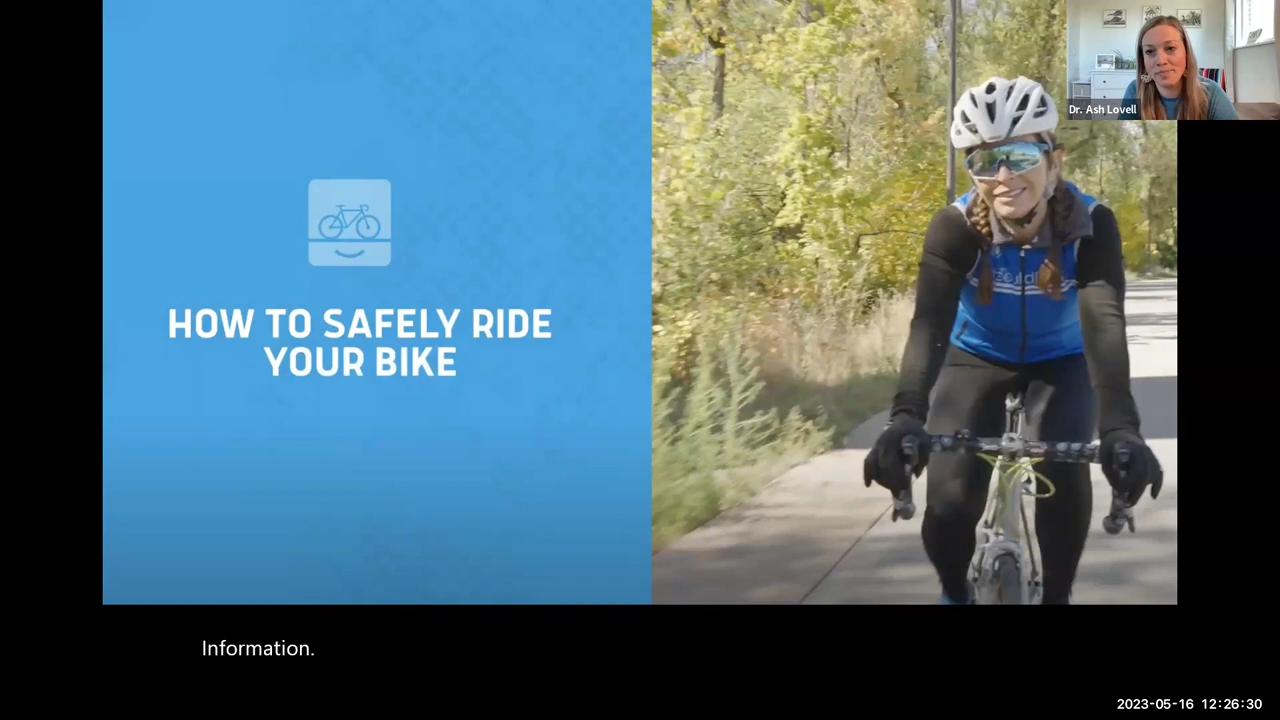 Dr. Ash Lovell
HOW TO SAFELY RIDE
YOUR BIKE
Information.
2023-05-16 12:26:30